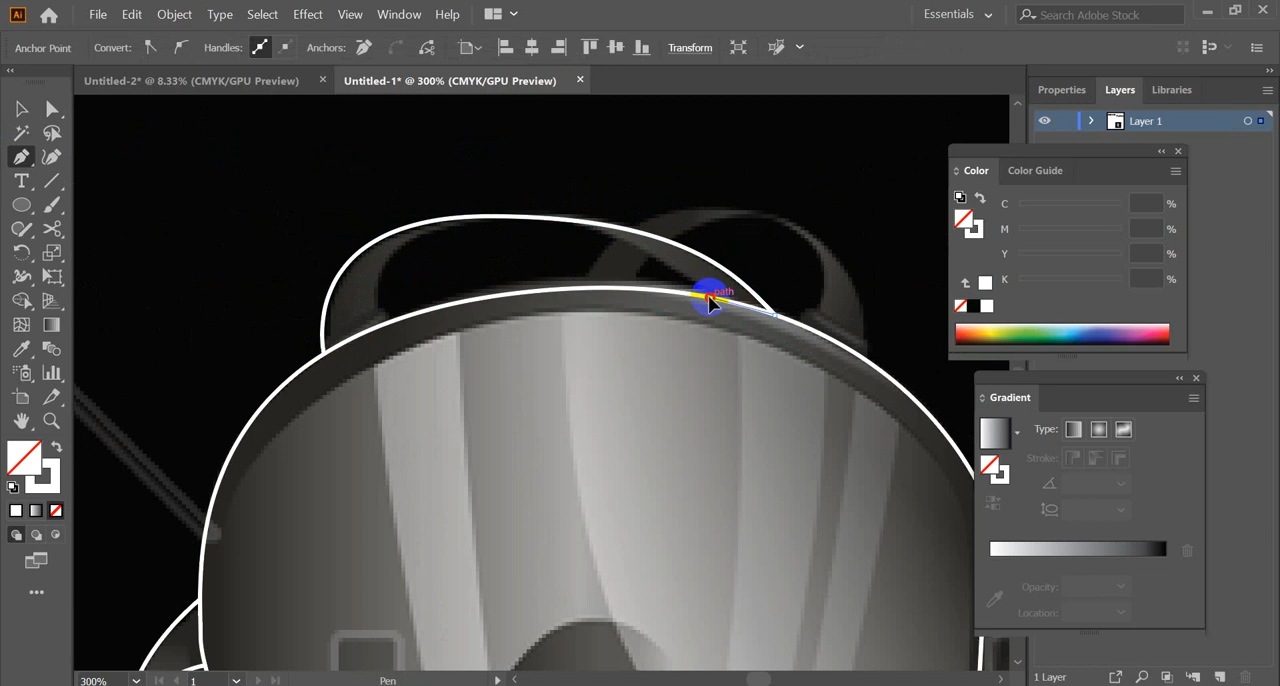 Ai File Edit Object Type Select Effect View Window Help Essentials Search Adobe Stock
Anchor Point Convert: Handles: Anchors: Transform
Untitled-2* @ 8.33% (CMYK/GPU Preview) Untitled-1* @ 300% (CMYK/GPU Preview)
Properties Layers Libraries
Layer 1
Color Color Guide
C %
M %
Y %
K %
path
Gradient
Type:
Stroke:
Opacity:
Location:
300% 1 Pen 1 Layer